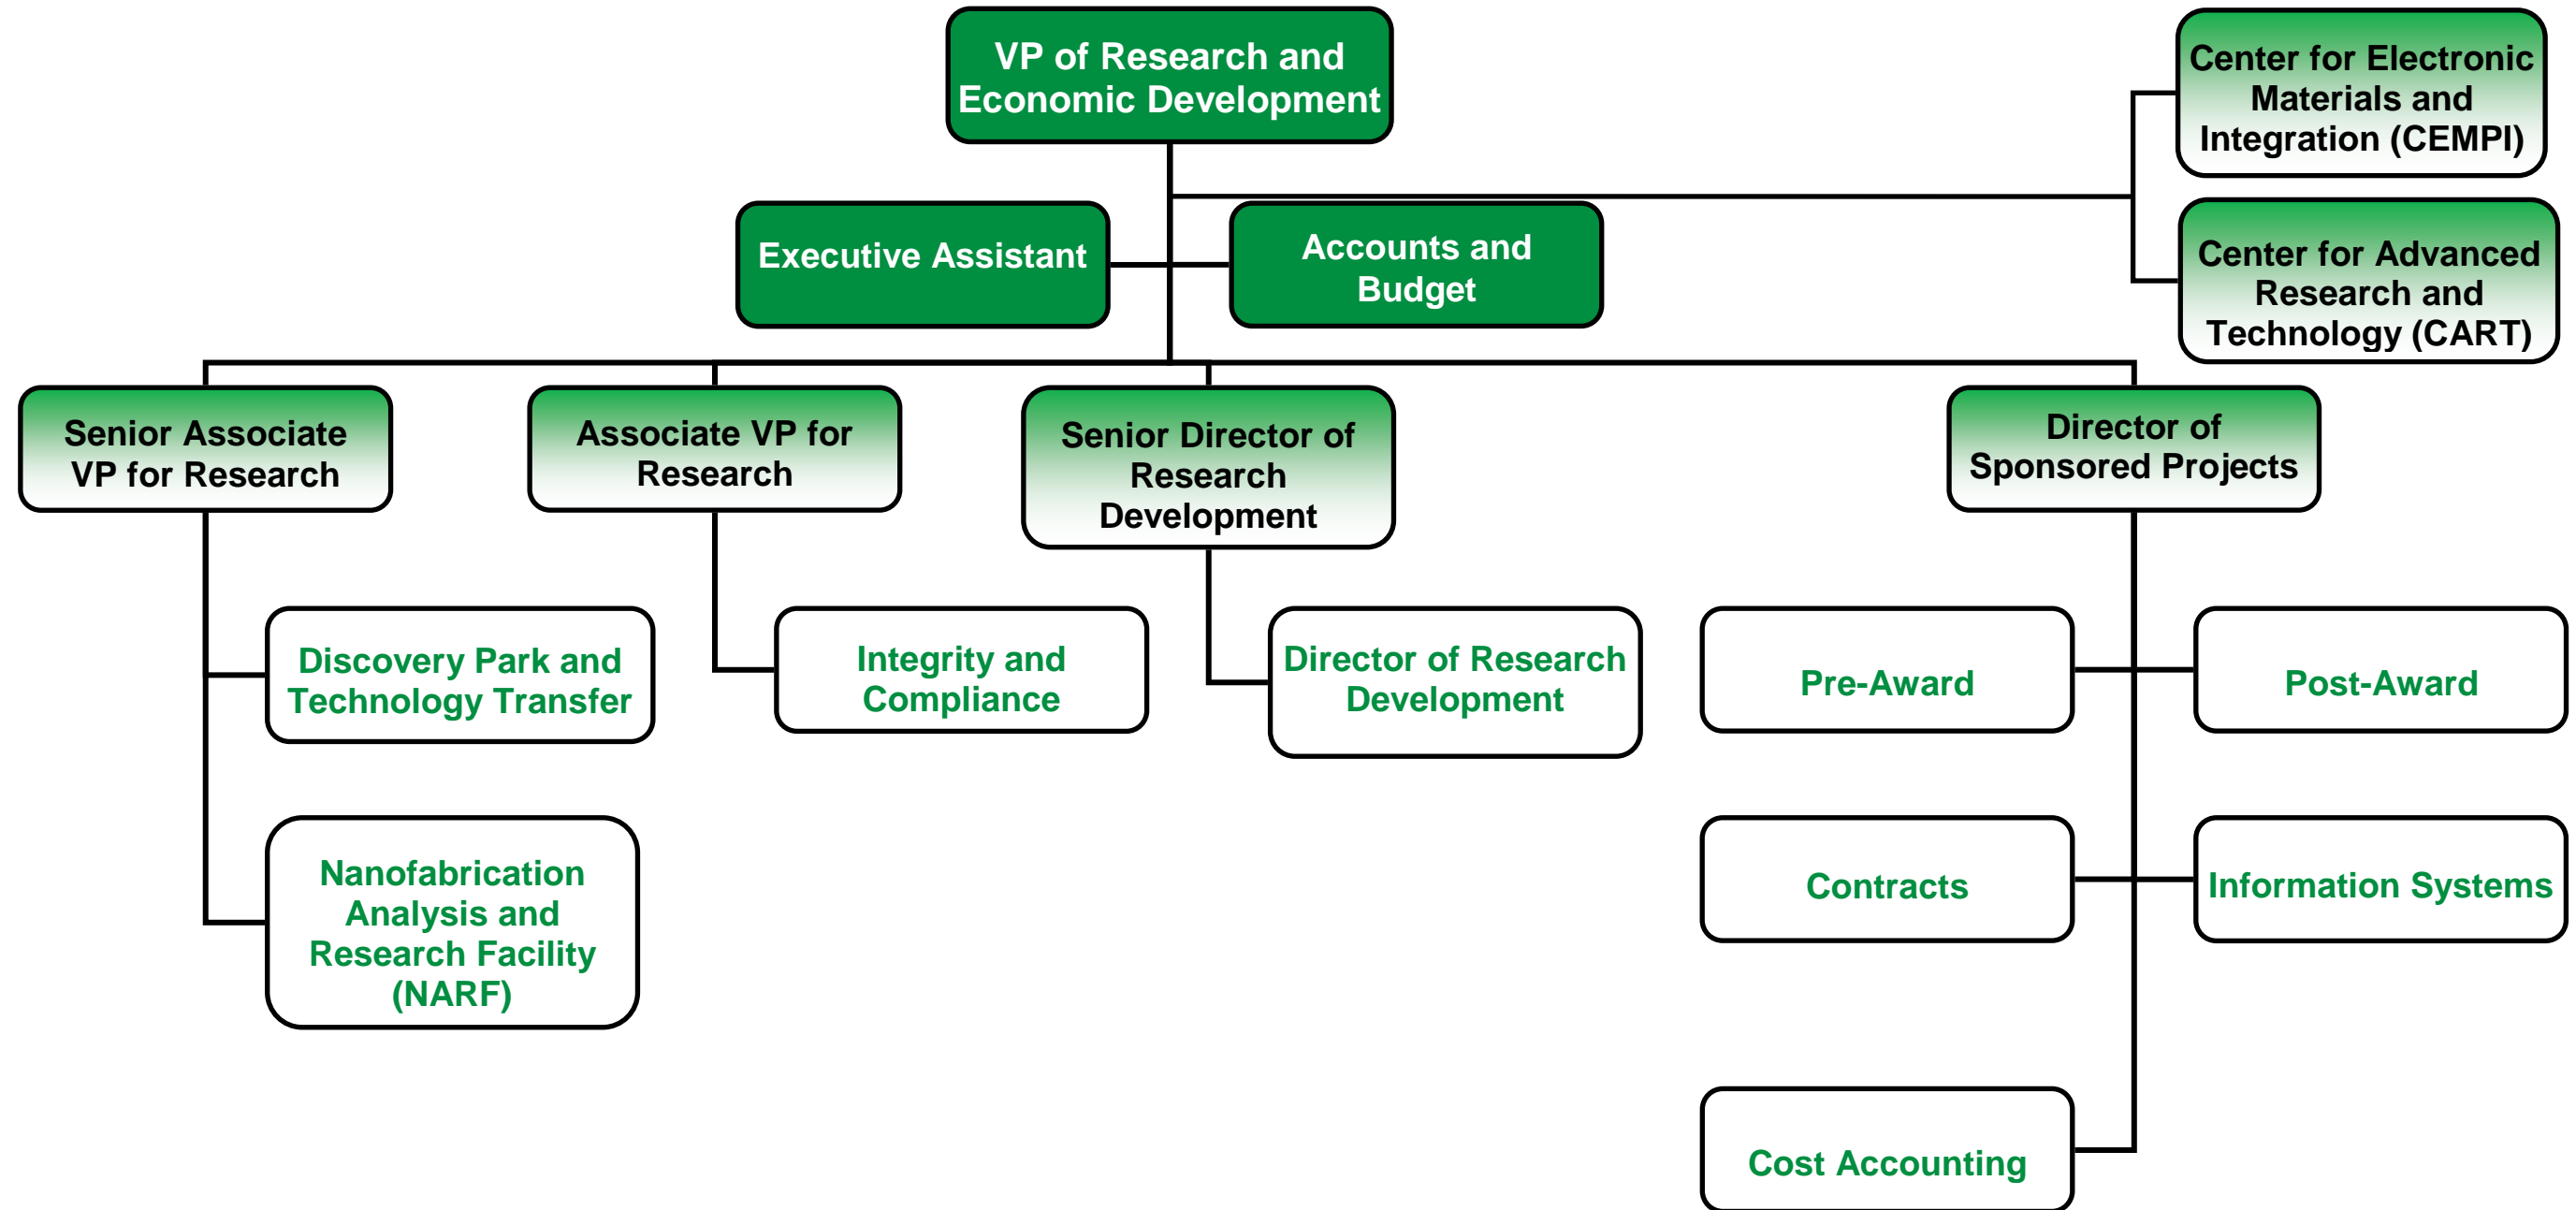 VP of Research and
Economic Development
Center for Electronic
Materials and
Integration (CEMPI)
Executive Assistant
Accounts and
Budget
Center for Advanced
Research and
Technology (CART)
Senior Associate
VP for Research
Associate VP for
Research
Senior Director of
Research
Development
Director of
Sponsored Projects
Discovery Park and
Technology Transfer
Integrity and
Compliance
Director of Research
Development
Pre-Award
Post-Award
Nanofabrication
Analysis and
Research Facility
(NARF)
Contracts
Information Systems
Cost Accounting